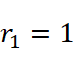 r₁ = 1